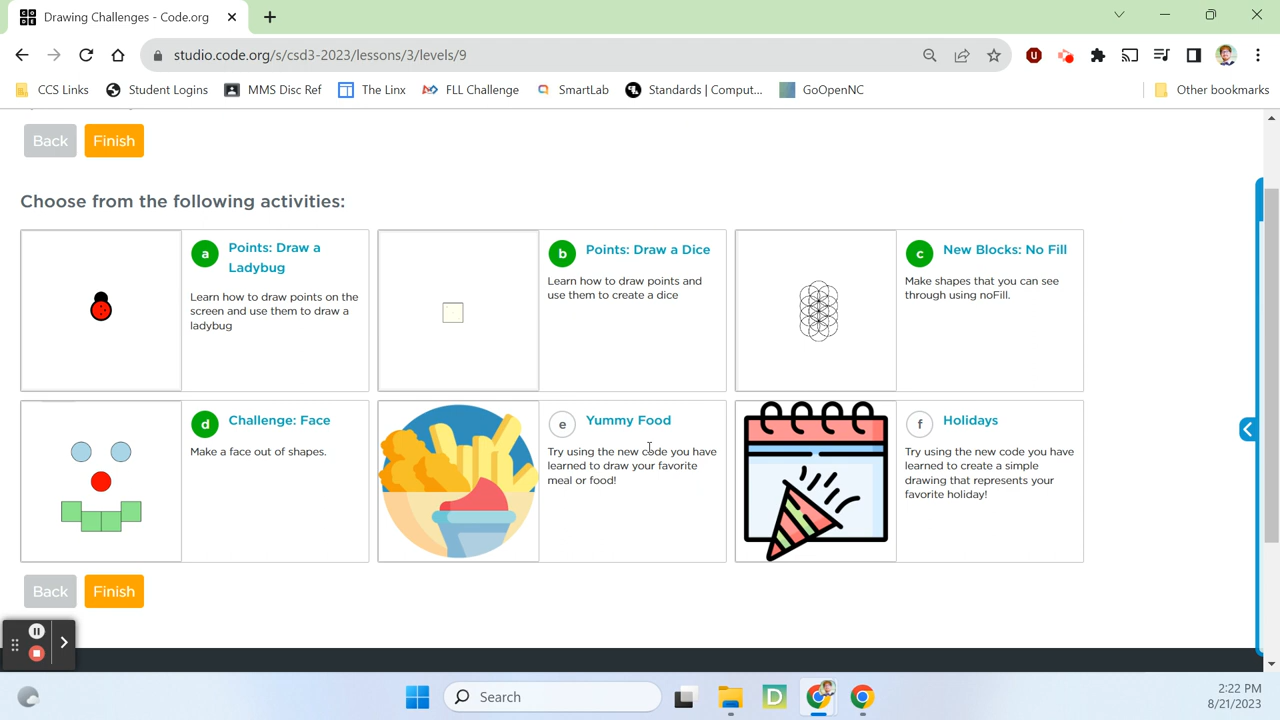 Drawing Challenges - Code.org
studio.code.org/s/csd3-2023/lessons/3/levels/9
CCS Links Student Logins MMS Disc Ref The Linx FLL Challenge SmartLab Standards | Comput... GoOpenNC Other bookmarks
Back Finish
Choose from the following activities:
a Points: Draw a
Ladybug
Learn how to draw points on the
screen and use them to draw a
ladybug
b Points: Draw a Dice
Learn how to draw points and
use them to create a dice
c New Blocks: No Fill
Make shapes that you can see
through using noFill.
d Challenge: Face
Make a face out of shapes.
e Yummy Food
Try using the new code you have
learned to draw your favorite
meal or food!
f Holidays
Try using the new code you have
learned to create a simple
drawing that represents your
favorite holiday!
Back Finish
Search
2:22 PM
8/21/2023